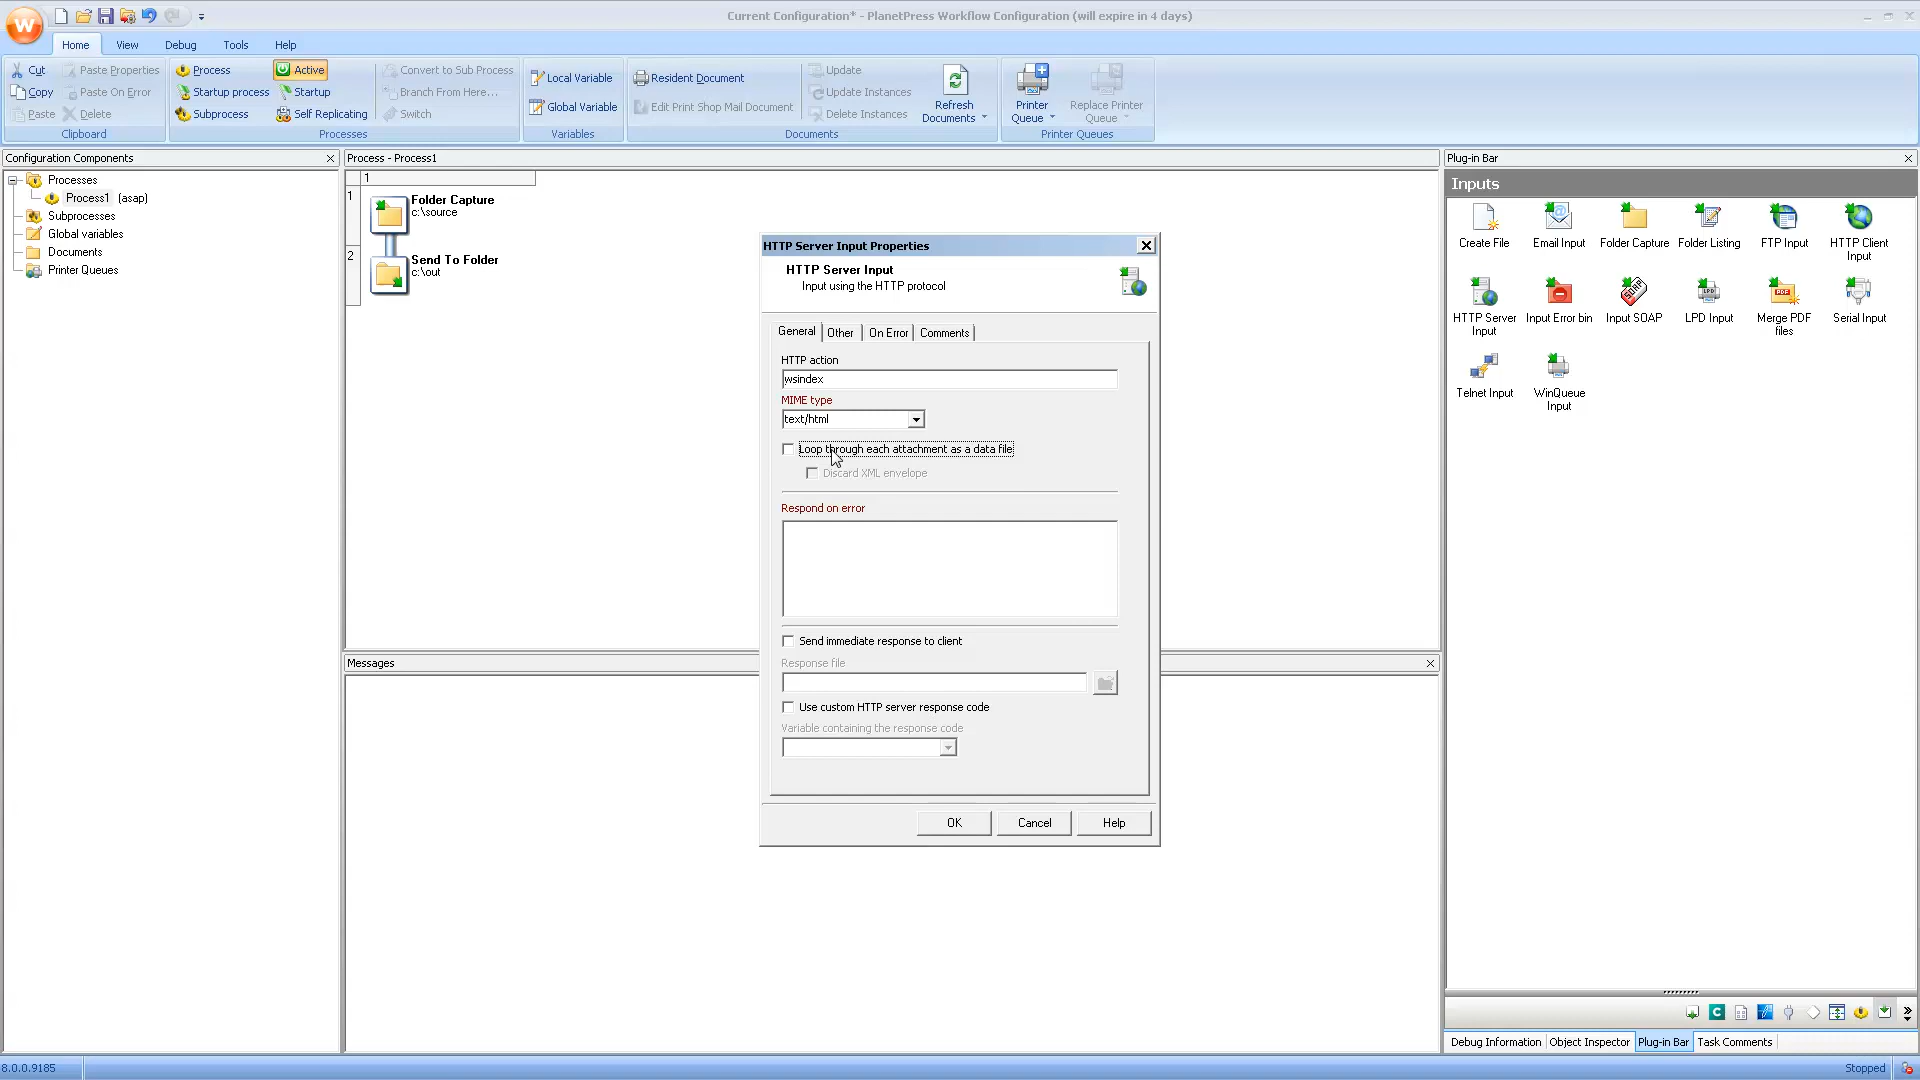 W
Current Configuration* - PlanetPress Workflow Configuration (will expire in 4 days)
Home
View
Debug
Tools
Help
Cut
Copy
Paste
Paste Properties
Paste On Error
Delete
Clipboard
Process
Startup process
Subprocess
Active
Startup
Self Replicating
Convert to Sub Process
Branch From Here...
Switch
Processes
Local Variable
Global Variable
Variables
Resident Document
Edit Print Shop Mail Document
Update
Update Instances
Delete Instances
Refresh
Documents
Documents
Printer
Queue
Replace Printer
Queue
Printer Queues
Configuration Components
Processes
Process1 (asap)
Subprocesses
Global variables
Documents
Printer Queues
Process - Process1
1
1
Folder Capture
c:\source
2
Send To Folder
c:\out
Messages
HTTP Server Input Properties
HTTP Server Input
Input using the HTTP protocol
General
Other
On Error
Comments
HTTP action
wsindex
MIME type
text/html
Loop through each attachment as a data file
Discard XML envelope
Respond on error
Send immediate response to client
Response file
Use custom HTTP server response code
Variable containing the response code
OK
Cancel
Help
Plug-in Bar
Inputs
Create File
Email Input
Folder Capture
Folder Listing
FTP Input
HTTP Client
Input
HTTP Server
Input
Input Error bin
Input SOAP
LPD Input
Merge PDF
files
Serial Input
Telnet Input
WinQueue
Input
Debug Information
Object Inspector
Plug-in Bar
Task Comments
8.0.0.9185
Stopped